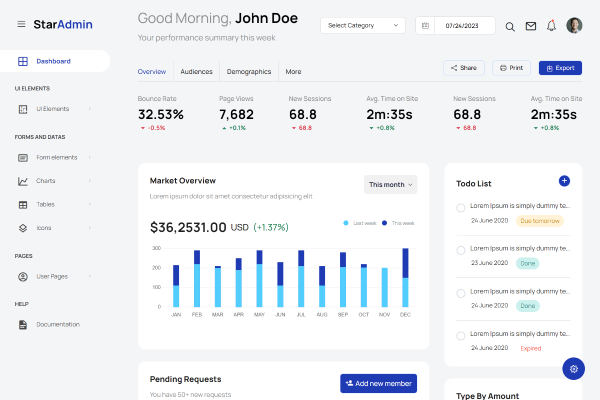 StarAdmin
Good Morning, John Doe
Your performance summary this week
Select Category
07/24/2023
Dashboard
UI ELEMENTS
UI Elements
FORMS AND DATAS
Form elements
Charts
Tables
Icons
PAGES
User Pages
HELP
Documentation
Overview Audiences Demographics More
Share Print Export
Bounce Rate Page Views New Sessions Avg. Time on Site New Sessions Avg. Time on Site
32.53% 7,682 68.8 2m:35s 68.8 2m:35s
-0.5% +0.1% 68.8 +0.8% 68.8 +0.8%
Market Overview
This month
Lorem ipsum dolor sit amet consectetur adipisicing elit
$36,2531.00 USD (+1.37%)
Last week This week
300
200
100
0
JAN FEB MAR APR MAY JUN JUL AUG SEP OCT NOV DEC
Pending Requests
You have 50+ new requests
Add new member
Todo List
Lorem Ipsum is simply dummy te...
24 June 2020 Due tomorrow
Lorem Ipsum is simply dummy te...
23 June 2020 Done
Lorem Ipsum is simply dummy te...
24 June 2020 Done
Lorem Ipsum is simply dummy te...
24 June 2020 Expired
Type By Amount